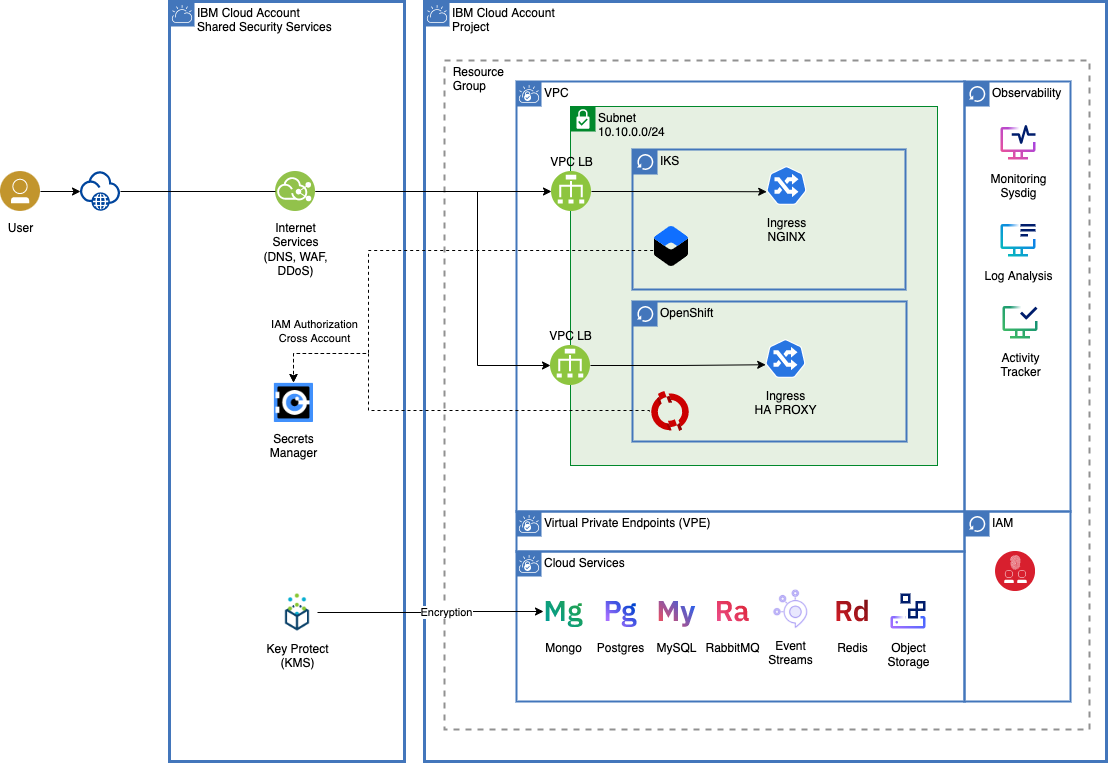 IBM Cloud Account
Shared Security Services
IBM Cloud Account
Project
Resource
Group
VPC
Observability
Subnet
10.10.0.0/24
VPC LB
IKS
Ingress
NGINX
Monitoring
Sysdig
User
Internet
Services
(DNS, WAF,
DDoS)
Log Analysis
OpenShift
IAM Authorization
Cross Account
VPC LB
Activity
Tracker
Ingress
HA PROXY
Secrets
Manager
Virtual Private Endpoints (VPE)
IAM
Cloud Services
Encryption
Mg
Pg
My
Ra
Rd
Mongo
Postgres
MySQL
RabbitMQ
Event
Streams
Redis
Object
Storage
Key Protect
(KMS)